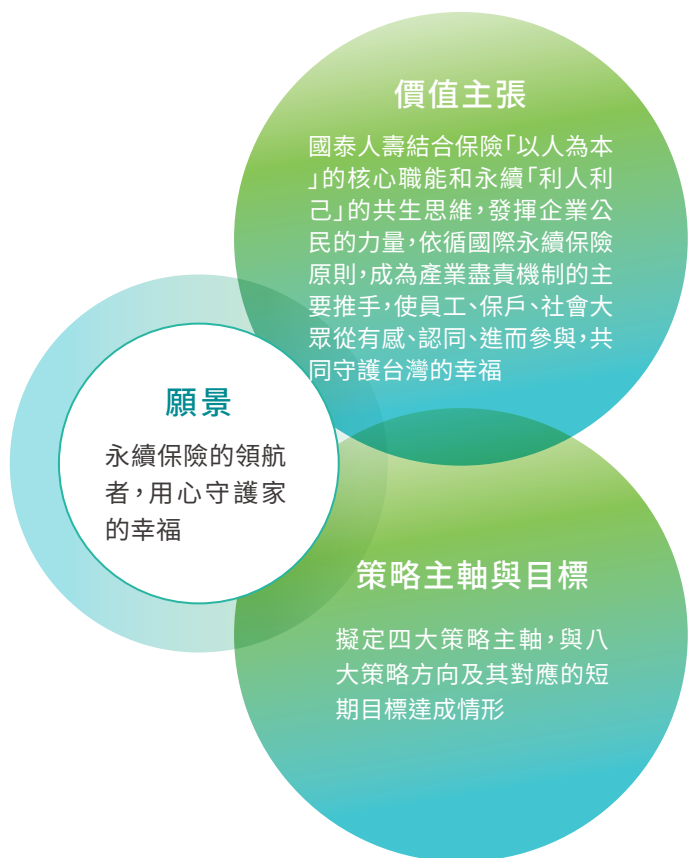 價值主張
國泰人壽結合保險「以人為本
」的核心職能和永續「利人利
己」的共生思維，發揮企業公
民的力量，依循國際永續保險
原則，成為產業盡責機制的主
要推手，使員工、保戶、社會大
眾從有感、認同、進而參與，共
同守護台灣的幸福
願景
永續保險的領航
者，用心守護家
的幸福
策略主軸與目標
擬定四大策略主軸，與八
大策略方向及其對應的短
期目標達成情形